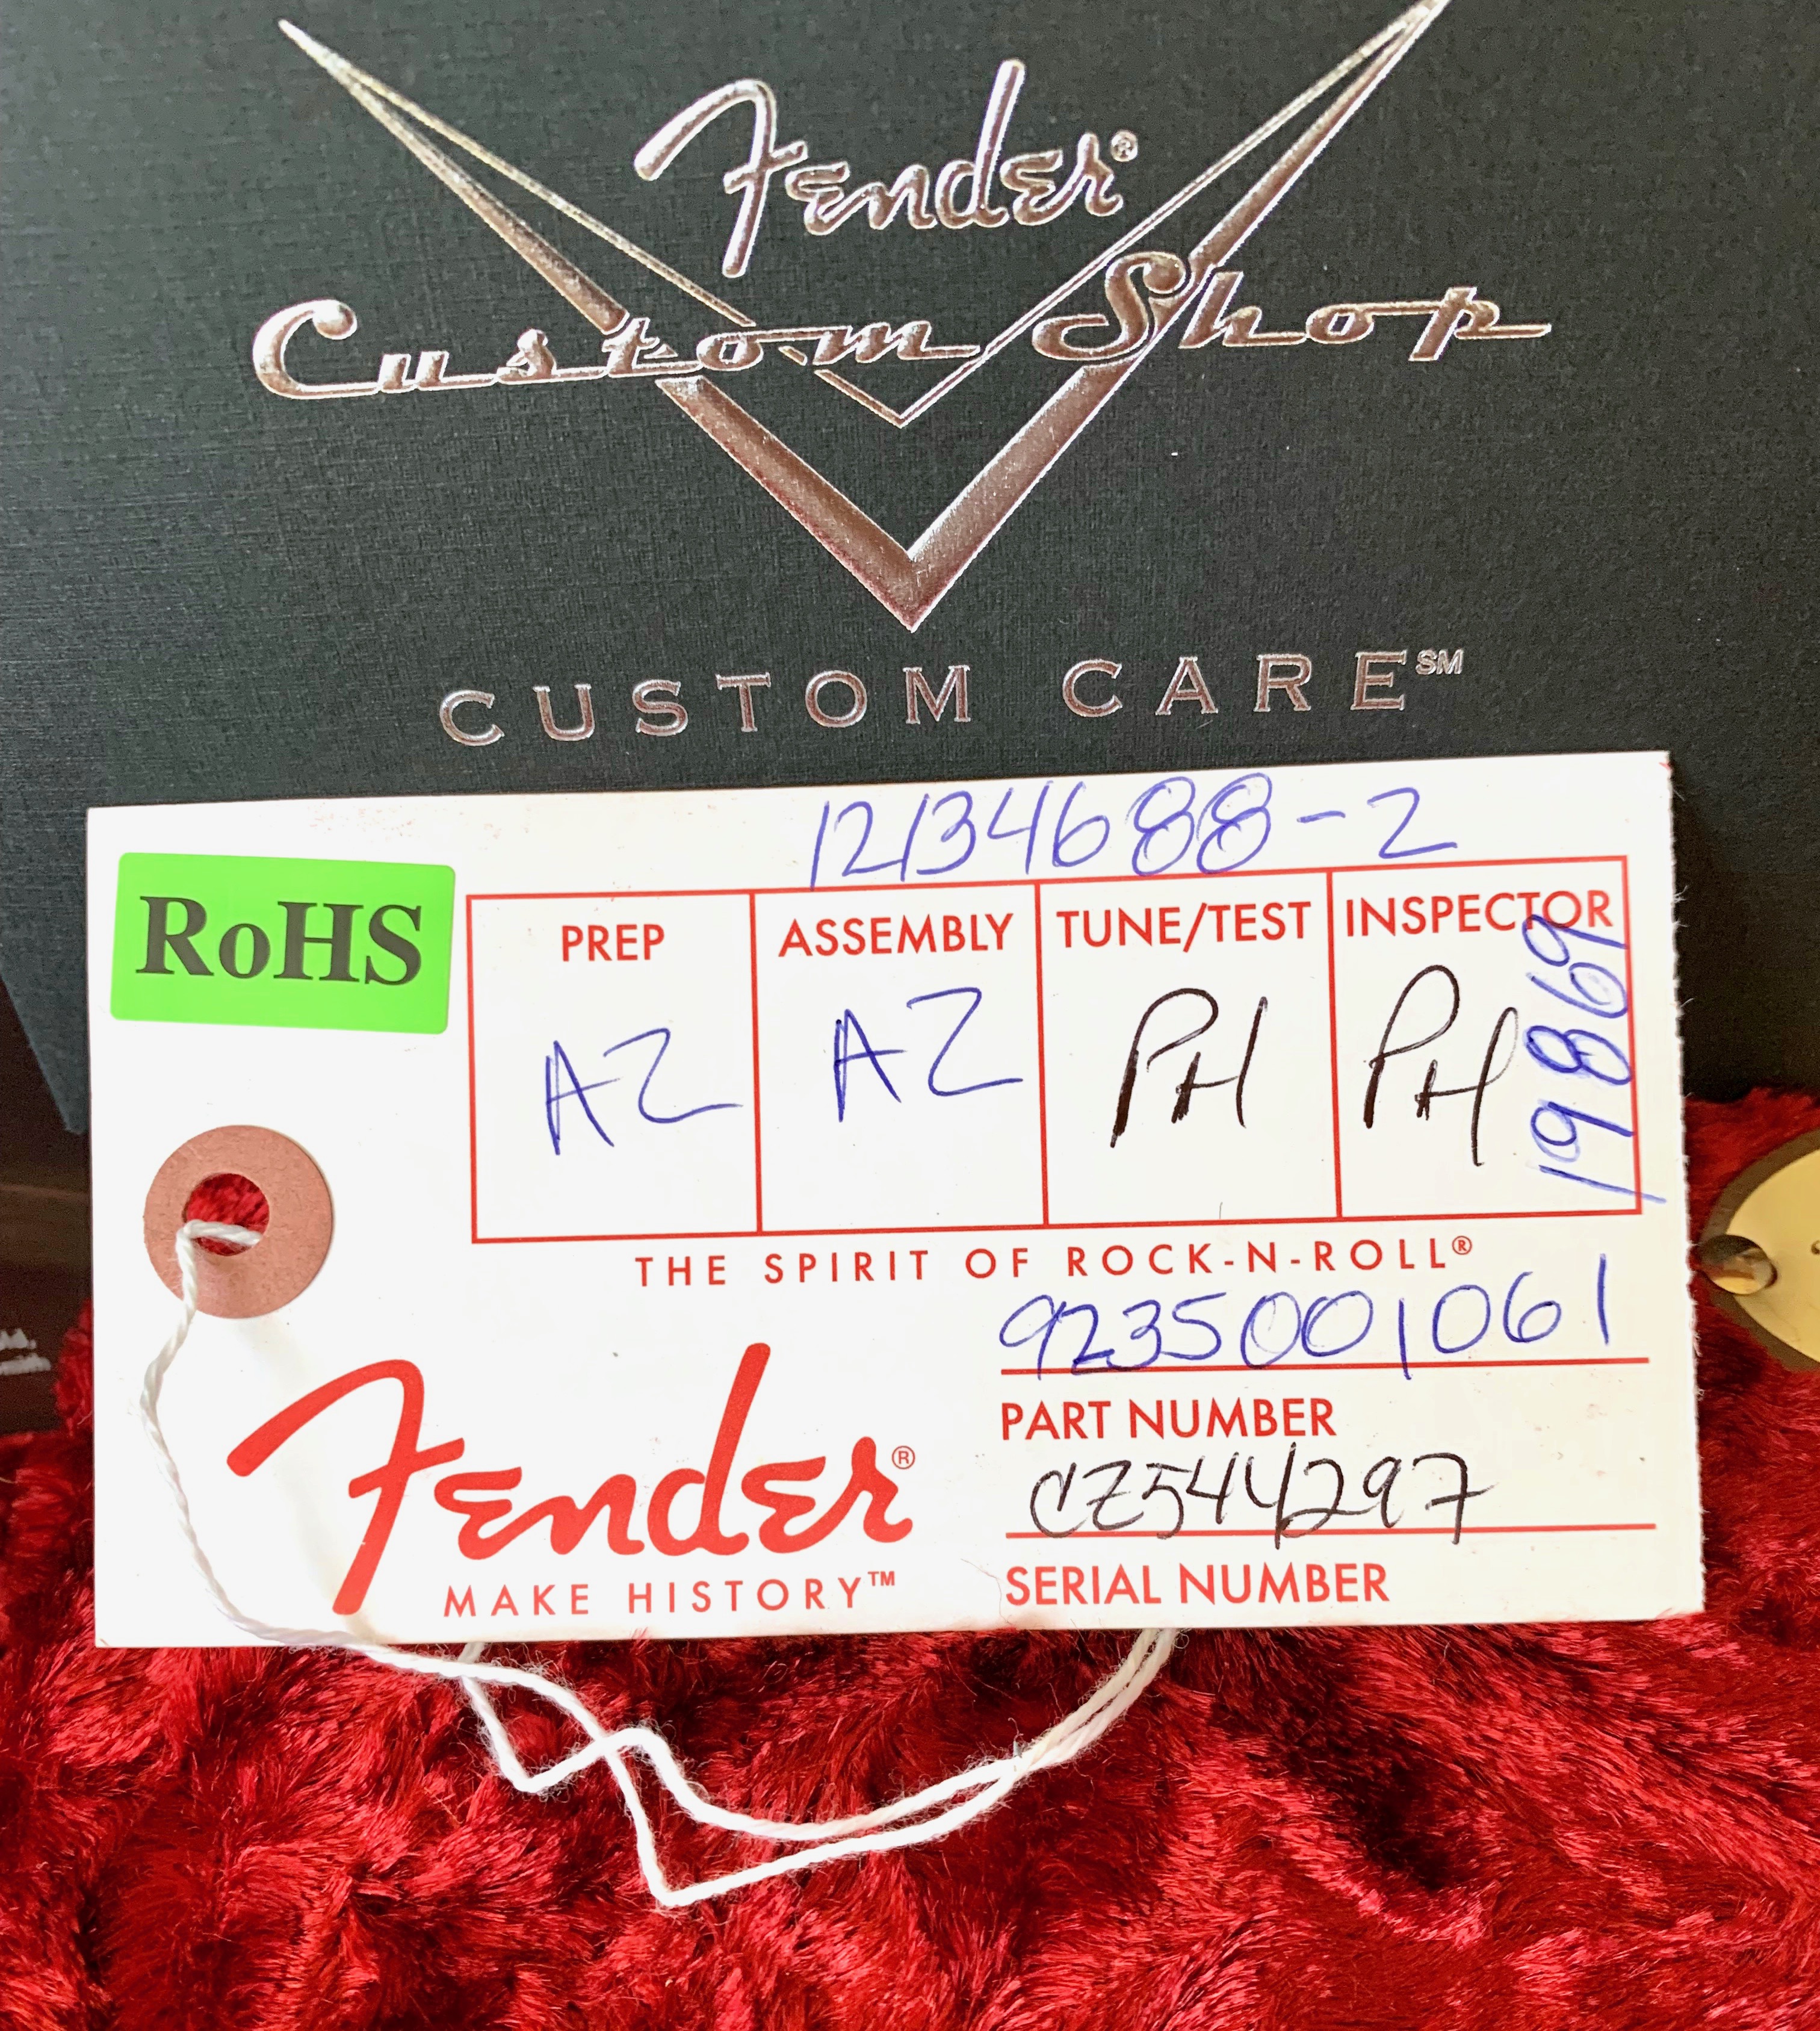 Fender®
Custom Shop
CUSTOM CARE℠
12134688-2
RoHS
PREP ASSEMBLY TUNE/TEST INSPECTOR
AZ AZ PH PH 19869
THE SPIRIT OF ROCK-N-ROLL®
9235001061
PART NUMBER
CZ544297
SERIAL NUMBER
Fender®
MAKE HISTORY™